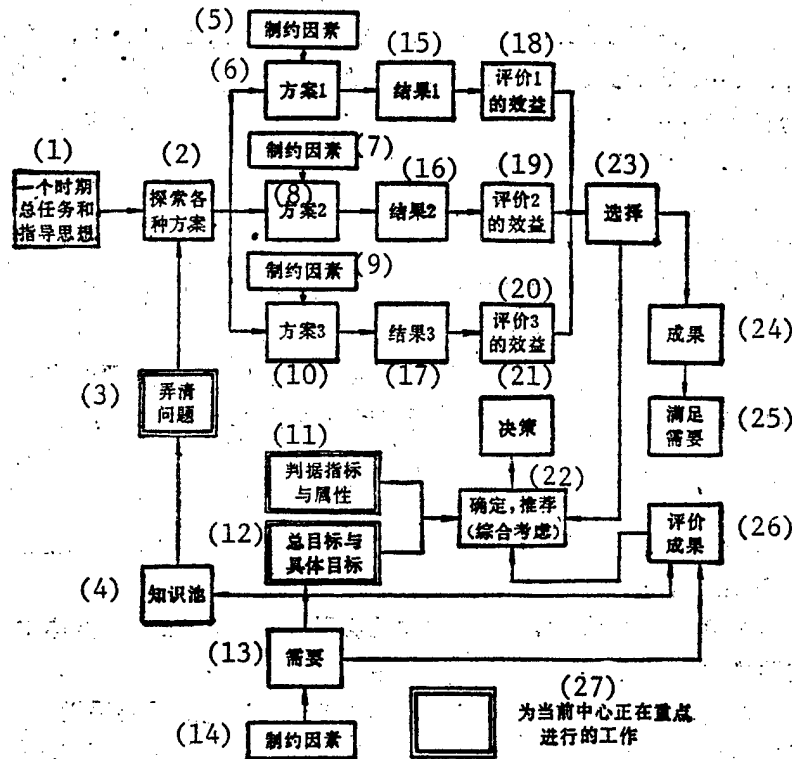 (5)
制约因素
(6)
方案1
(15)
结果1
(18)
评价1
的效益
(1)
一个时期
总任务和
指导思想
(2)
探索各
种方案
制约因素
(7)
(8)
方案2
(16)
结果2
(19)
评价2
的效益
(23)
选择
制约因素
(9)
方案3
(10)
结果3
(17)
(20)
评价3
的效益
成果
(24)
(3)
弄清
问题
(21)
决策
满足
需要
(25)
(11)
判据指标
与属性
(22)
确定,推荐
(综合考虑)
(12)
总目标与
具体目标
评价
成果
(26)
(4)
知识池
(13)
需要
(14)
制约因素
(27)
为当前中心正在重点
进行的工作